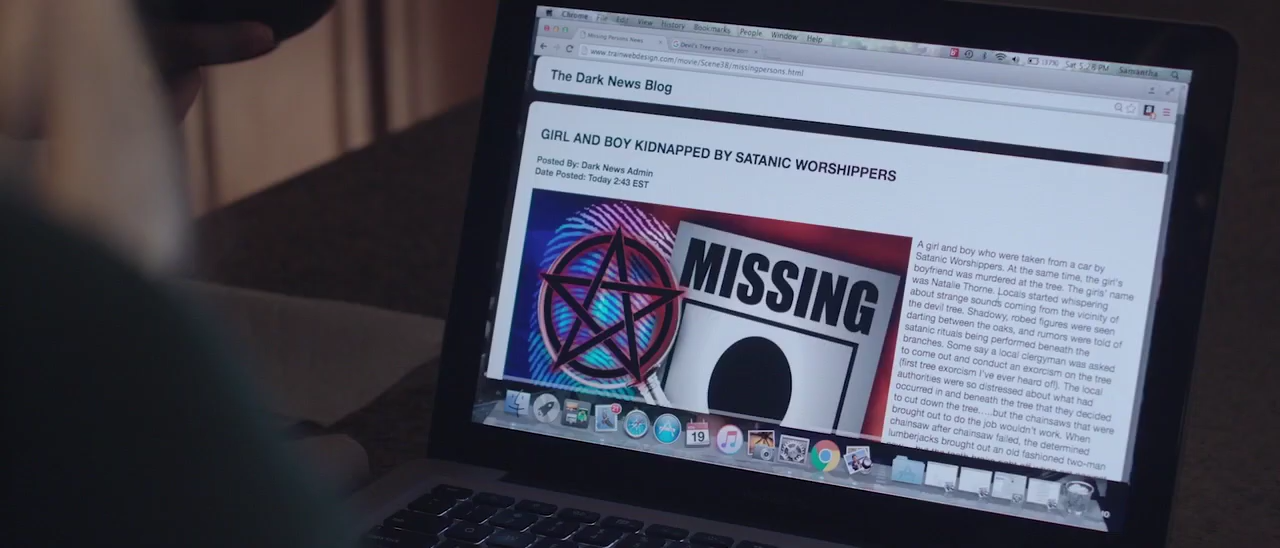 Chrome File Edit View History Bookmarks People Window Help
Sat 5:28 PM Samantha
Missing Persons News
Devil's Tree you tube
www.trainwebdesign.com/movie/Scene38/missingpersons.html
The Dark News Blog
GIRL AND BOY KIDNAPPED BY SATANIC WORSHIPPERS
Posted By: Dark News Admin
Date Posted: Today 2:43 EST
MISSING
A girl and boy who were taken from a car by
Satanic Worshippers. At the same time, the girl's
boyfriend was murdered at the tree. The girls' name
was Natalie Thorne. Locals started whispering
about strange sounds coming from the vicinity of
the devil tree. Shadowy, robed figures were seen
darting between the oaks, and rumors were told of
satanic rituals being performed beneath the
branches. Some say a local clergyman was asked
to come out and conduct an exorcism on the tree
(first tree exorcism I've ever heard off). The local
authorities were so distressed about what had
occurred in and beneath the tree that they decided
to cut down the tree.....but the chainsaws that were
brought out to do the job wouldn't work. When
chainsaw after chainsaw failed, the determined
lumberjacks brought out an old fashioned two-man
19